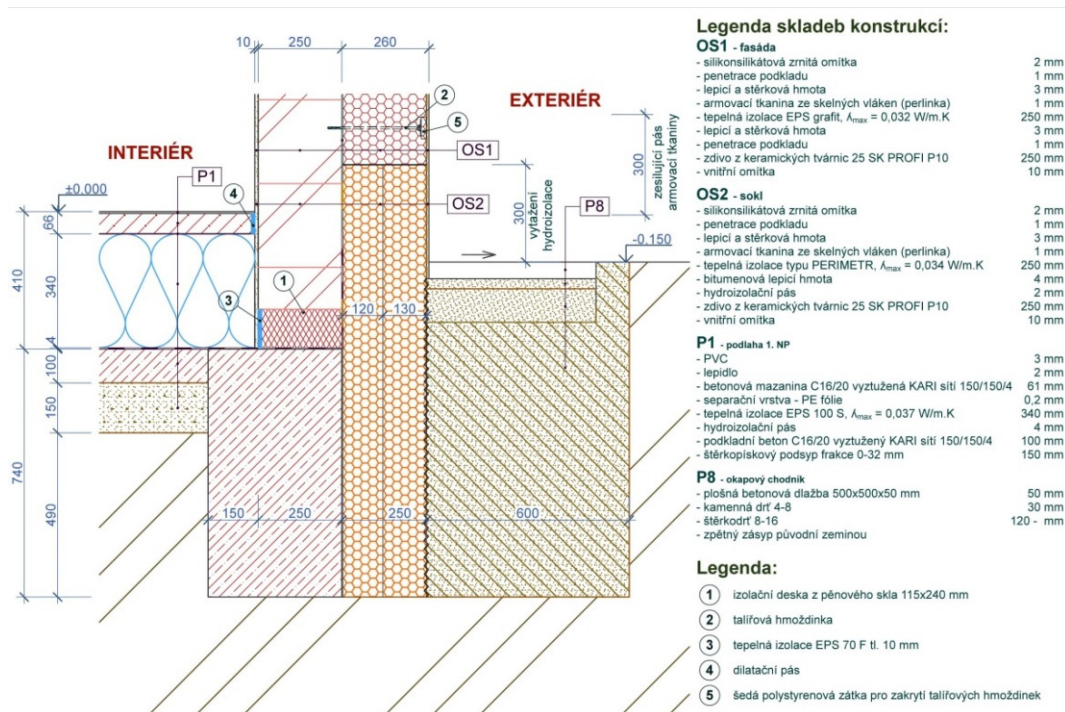 10
250
260
INTERIÉR
EXTERIÉR
2
5
OS1
P1
±0.000
4
OS2
300
vytažení
hydroizolace
300
zesilující pás
armovací tkaniny
P8
-0.150
66
410
340
4
1
3
120
130
100
150
740
490
150
250
250
600
Legenda skladeb konstrukcí:
OS1 - fasáda
- silikonsilikátová zrnitá omítka 2 mm
- penetrace podkladu 1 mm
- lepicí a stěrková hmota 3 mm
- armovací tkanina ze skelných vláken (perlinka) 1 mm
- tepelná izolace EPS grafit, λmax = 0,032 W/m.K 250 mm
- lepicí a stěrková hmota 3 mm
- penetrace podkladu 1 mm
- zdivo z keramických tvárnic 25 SK PROFI P10 250 mm
- vnitřní omítka 10 mm
OS2 - sokl
- silikonsilikátová zrnitá omítka 2 mm
- penetrace podkladu 1 mm
- lepicí a stěrková hmota 3 mm
- armovací tkanina ze skelných vláken (perlinka) 1 mm
- tepelná izolace typu PERIMETR, λmax = 0,034 W/m.K 250 mm
- bitumenová lepicí hmota 4 mm
- hydroizolační pás 2 mm
- zdivo z keramických tvárnic 25 SK PROFI P10 250 mm
- vnitřní omítka 10 mm
P1 - podlaha 1. NP
- PVC 3 mm
- lepidlo 2 mm
- betonová mazanina C16/20 vyztužená KARI sítí 150/150/4 61 mm
- separační vrstva - PE fólie 0,2 mm
- tepelná izolace EPS 100 S, λmax = 0,037 W/m.K 340 mm
- hydroizolační pás 4 mm
- podkladní beton C16/20 vyztužený KARI sítí 150/150/4 100 mm
- štěrkopískový podsyp frakce 0-32 mm 150 mm
P8 - okapový chodník
- plošná betonová dlažba 500x500x50 mm 50 mm
- kamenná drť 4-8 30 mm
- štěrkodrť 8-16 120 - mm
- zpětný zásyp původní zeminou
Legenda:
1 izolační deska z pěnového skla 115x240 mm
2 talířová hmoždinka
3 tepelná izolace EPS 70 F tl. 10 mm
4 dilatační pás
5 šedá polystyrenová zátka pro zakrytí talířových hmoždinek